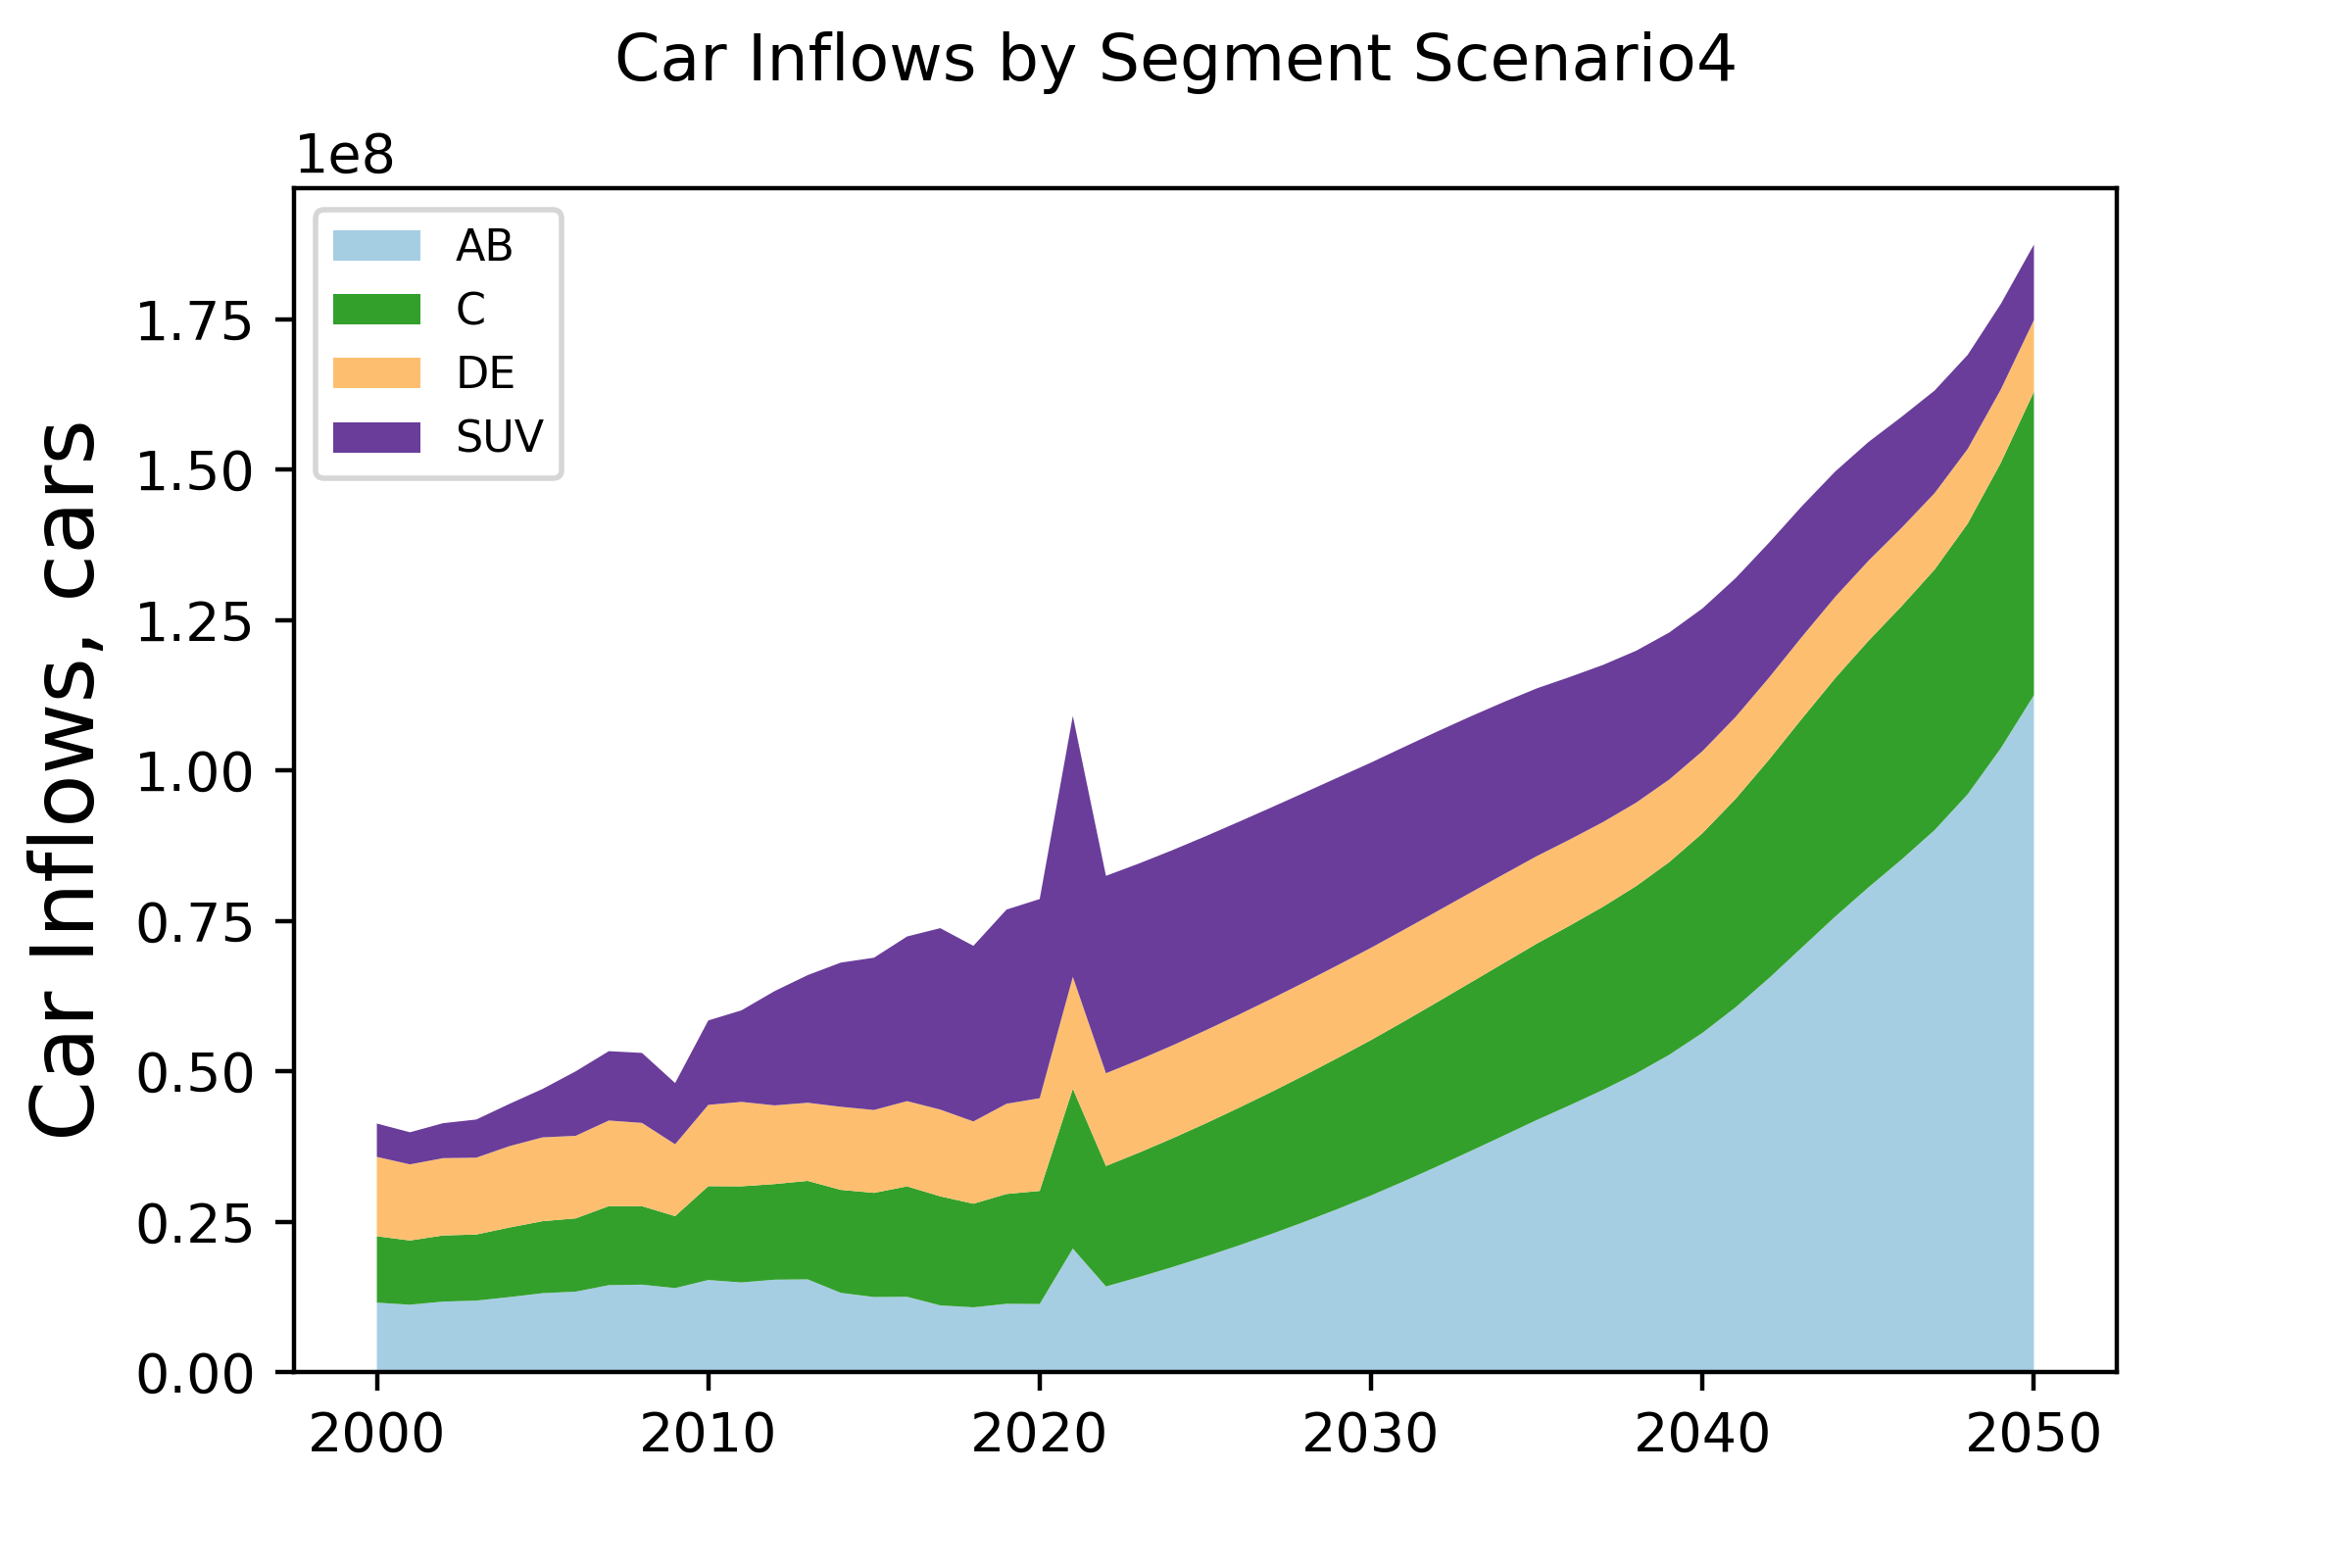 Car Inflows by Segment Scenario4
1e8
AB
C
DE
SUV
Car Inflows, cars
1.75
1.50
1.25
1.00
0.75
0.50
0.25
0.00
2000 2010 2020 2030 2040 2050